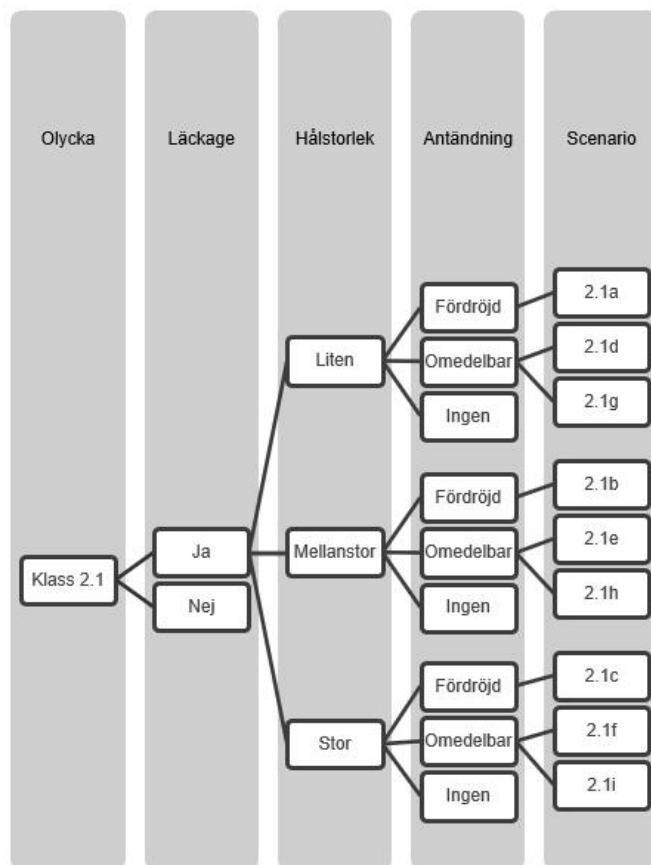 Olycka
Läckage
Hålstorlek
Antändning
Scenario
Klass 2.1
Ja
Nej
Liten
Mellanstor
Stor
Fördröjd
Omedelbar
Ingen
Fördröjd
Omedelbar
Ingen
Fördröjd
Omedelbar
Ingen
2.1a
2.1d
2.1g
2.1b
2.1e
2.1h
2.1c
2.1f
2.1i